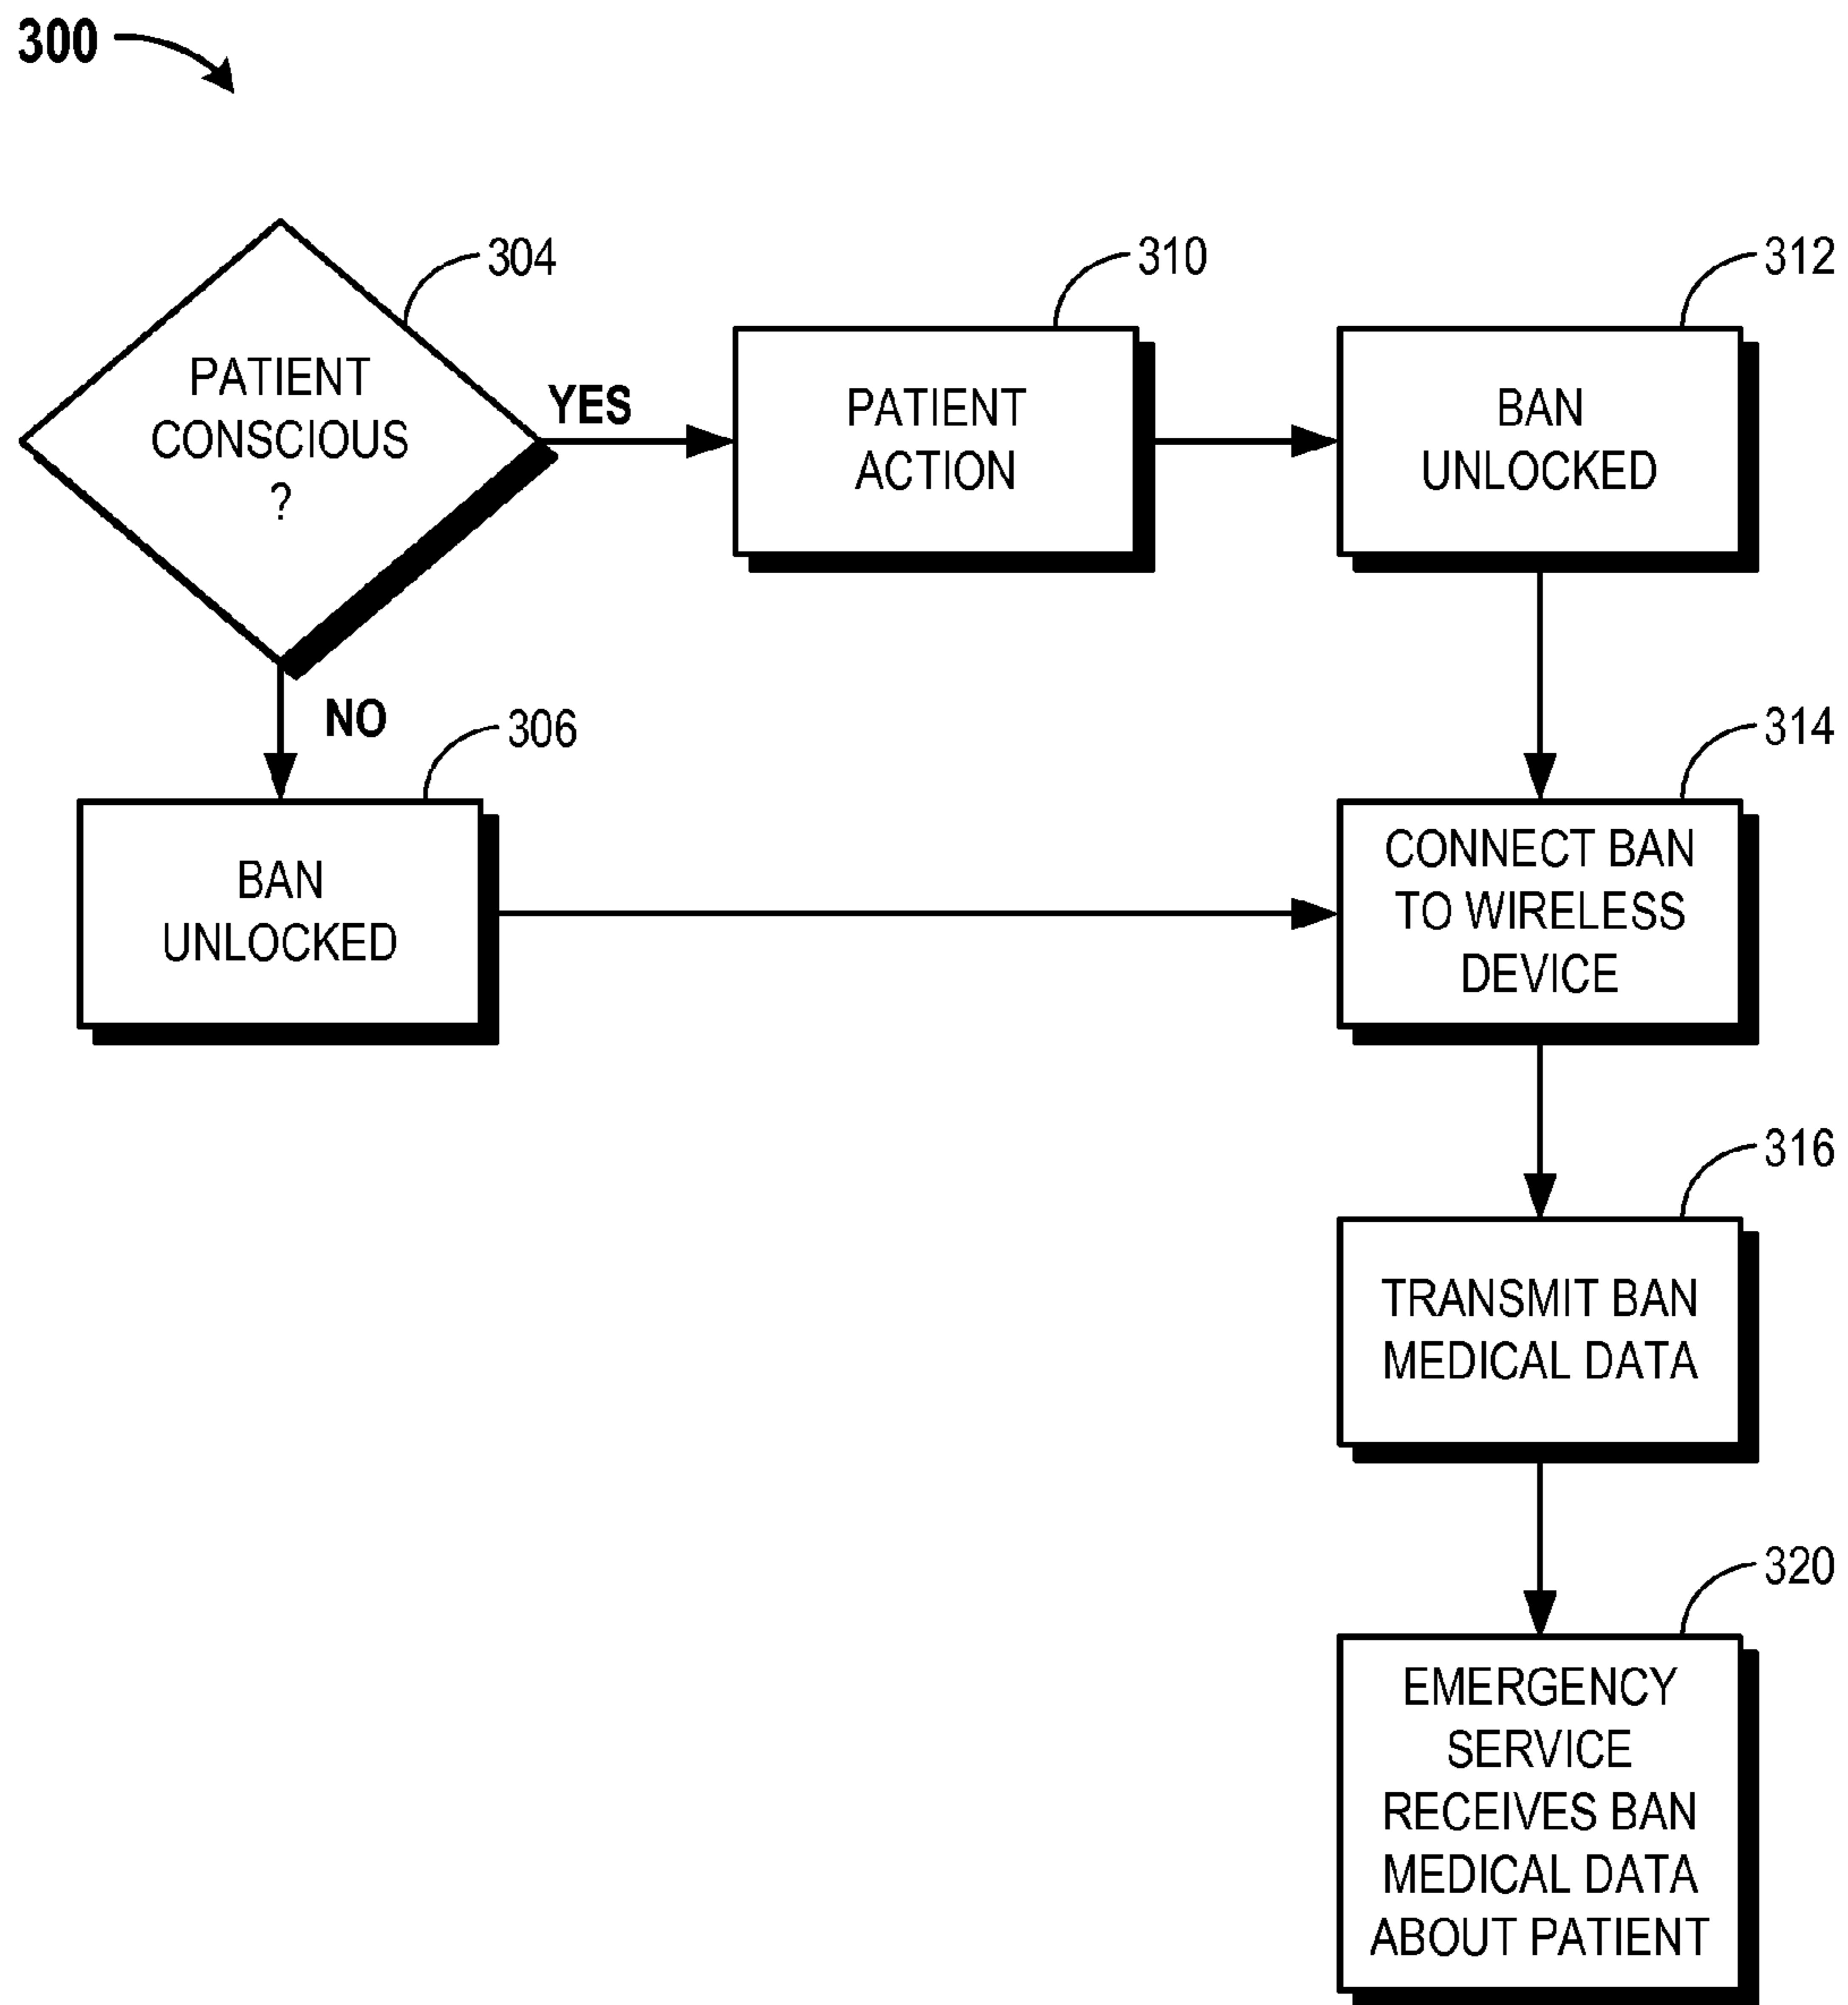 300
304
PATIENT
CONSCIOUS
?
YES
310
PATIENT
ACTION
312
BAN
UNLOCKED
NO
306
BAN
UNLOCKED
314
CONNECT BAN
TO WIRELESS
DEVICE
316
TRANSMIT BAN
MEDICAL DATA
320
EMERGENCY
SERVICE
RECEIVES BAN
MEDICAL DATA
ABOUT PATIENT